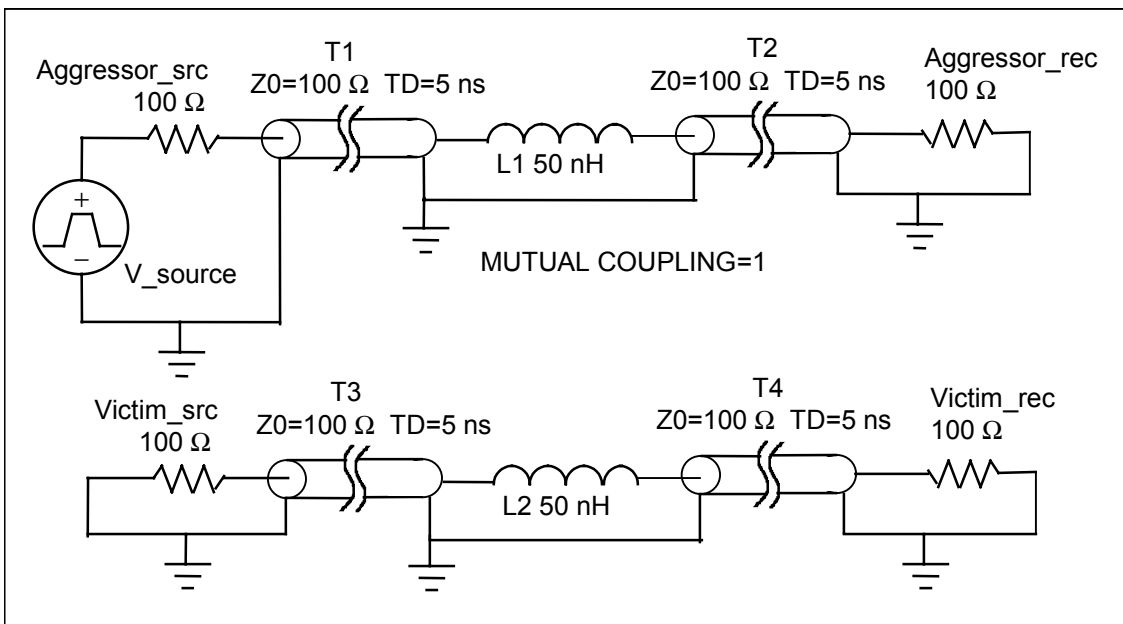 T1
Z0=100 Ω TD=5 ns
Aggressor_src
100 Ω
T2
Z0=100 Ω TD=5 ns
Aggressor_rec
100 Ω
L1 50 nH
+
−
V_source
MUTUAL COUPLING=1
T3
Z0=100 Ω TD=5 ns
Victim_src
100 Ω
T4
Z0=100 Ω TD=5 ns
Victim_rec
100 Ω
L2 50 nH